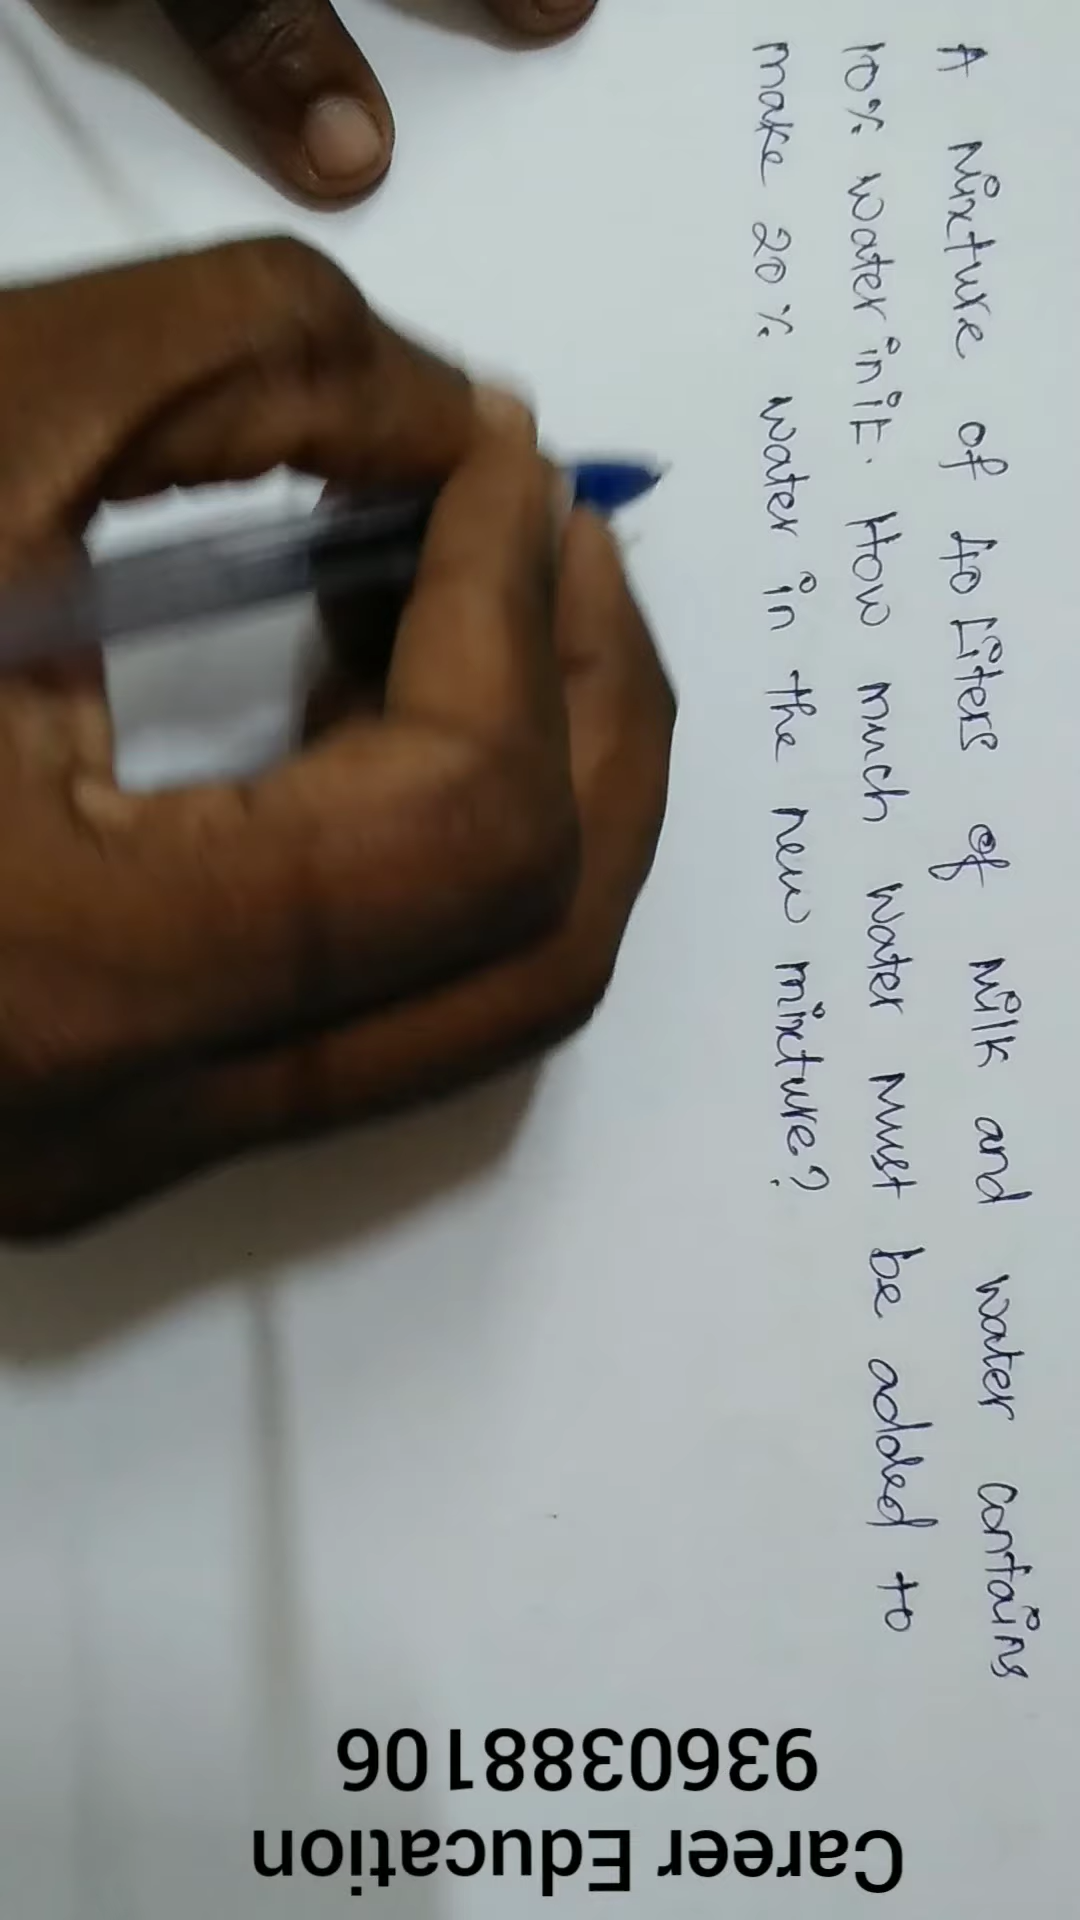 A Mixture of 40 Liters of Milk and water contains
10% water in it. How much water must be added to
make 20% water in the new mixture?
9360388106
Career Education